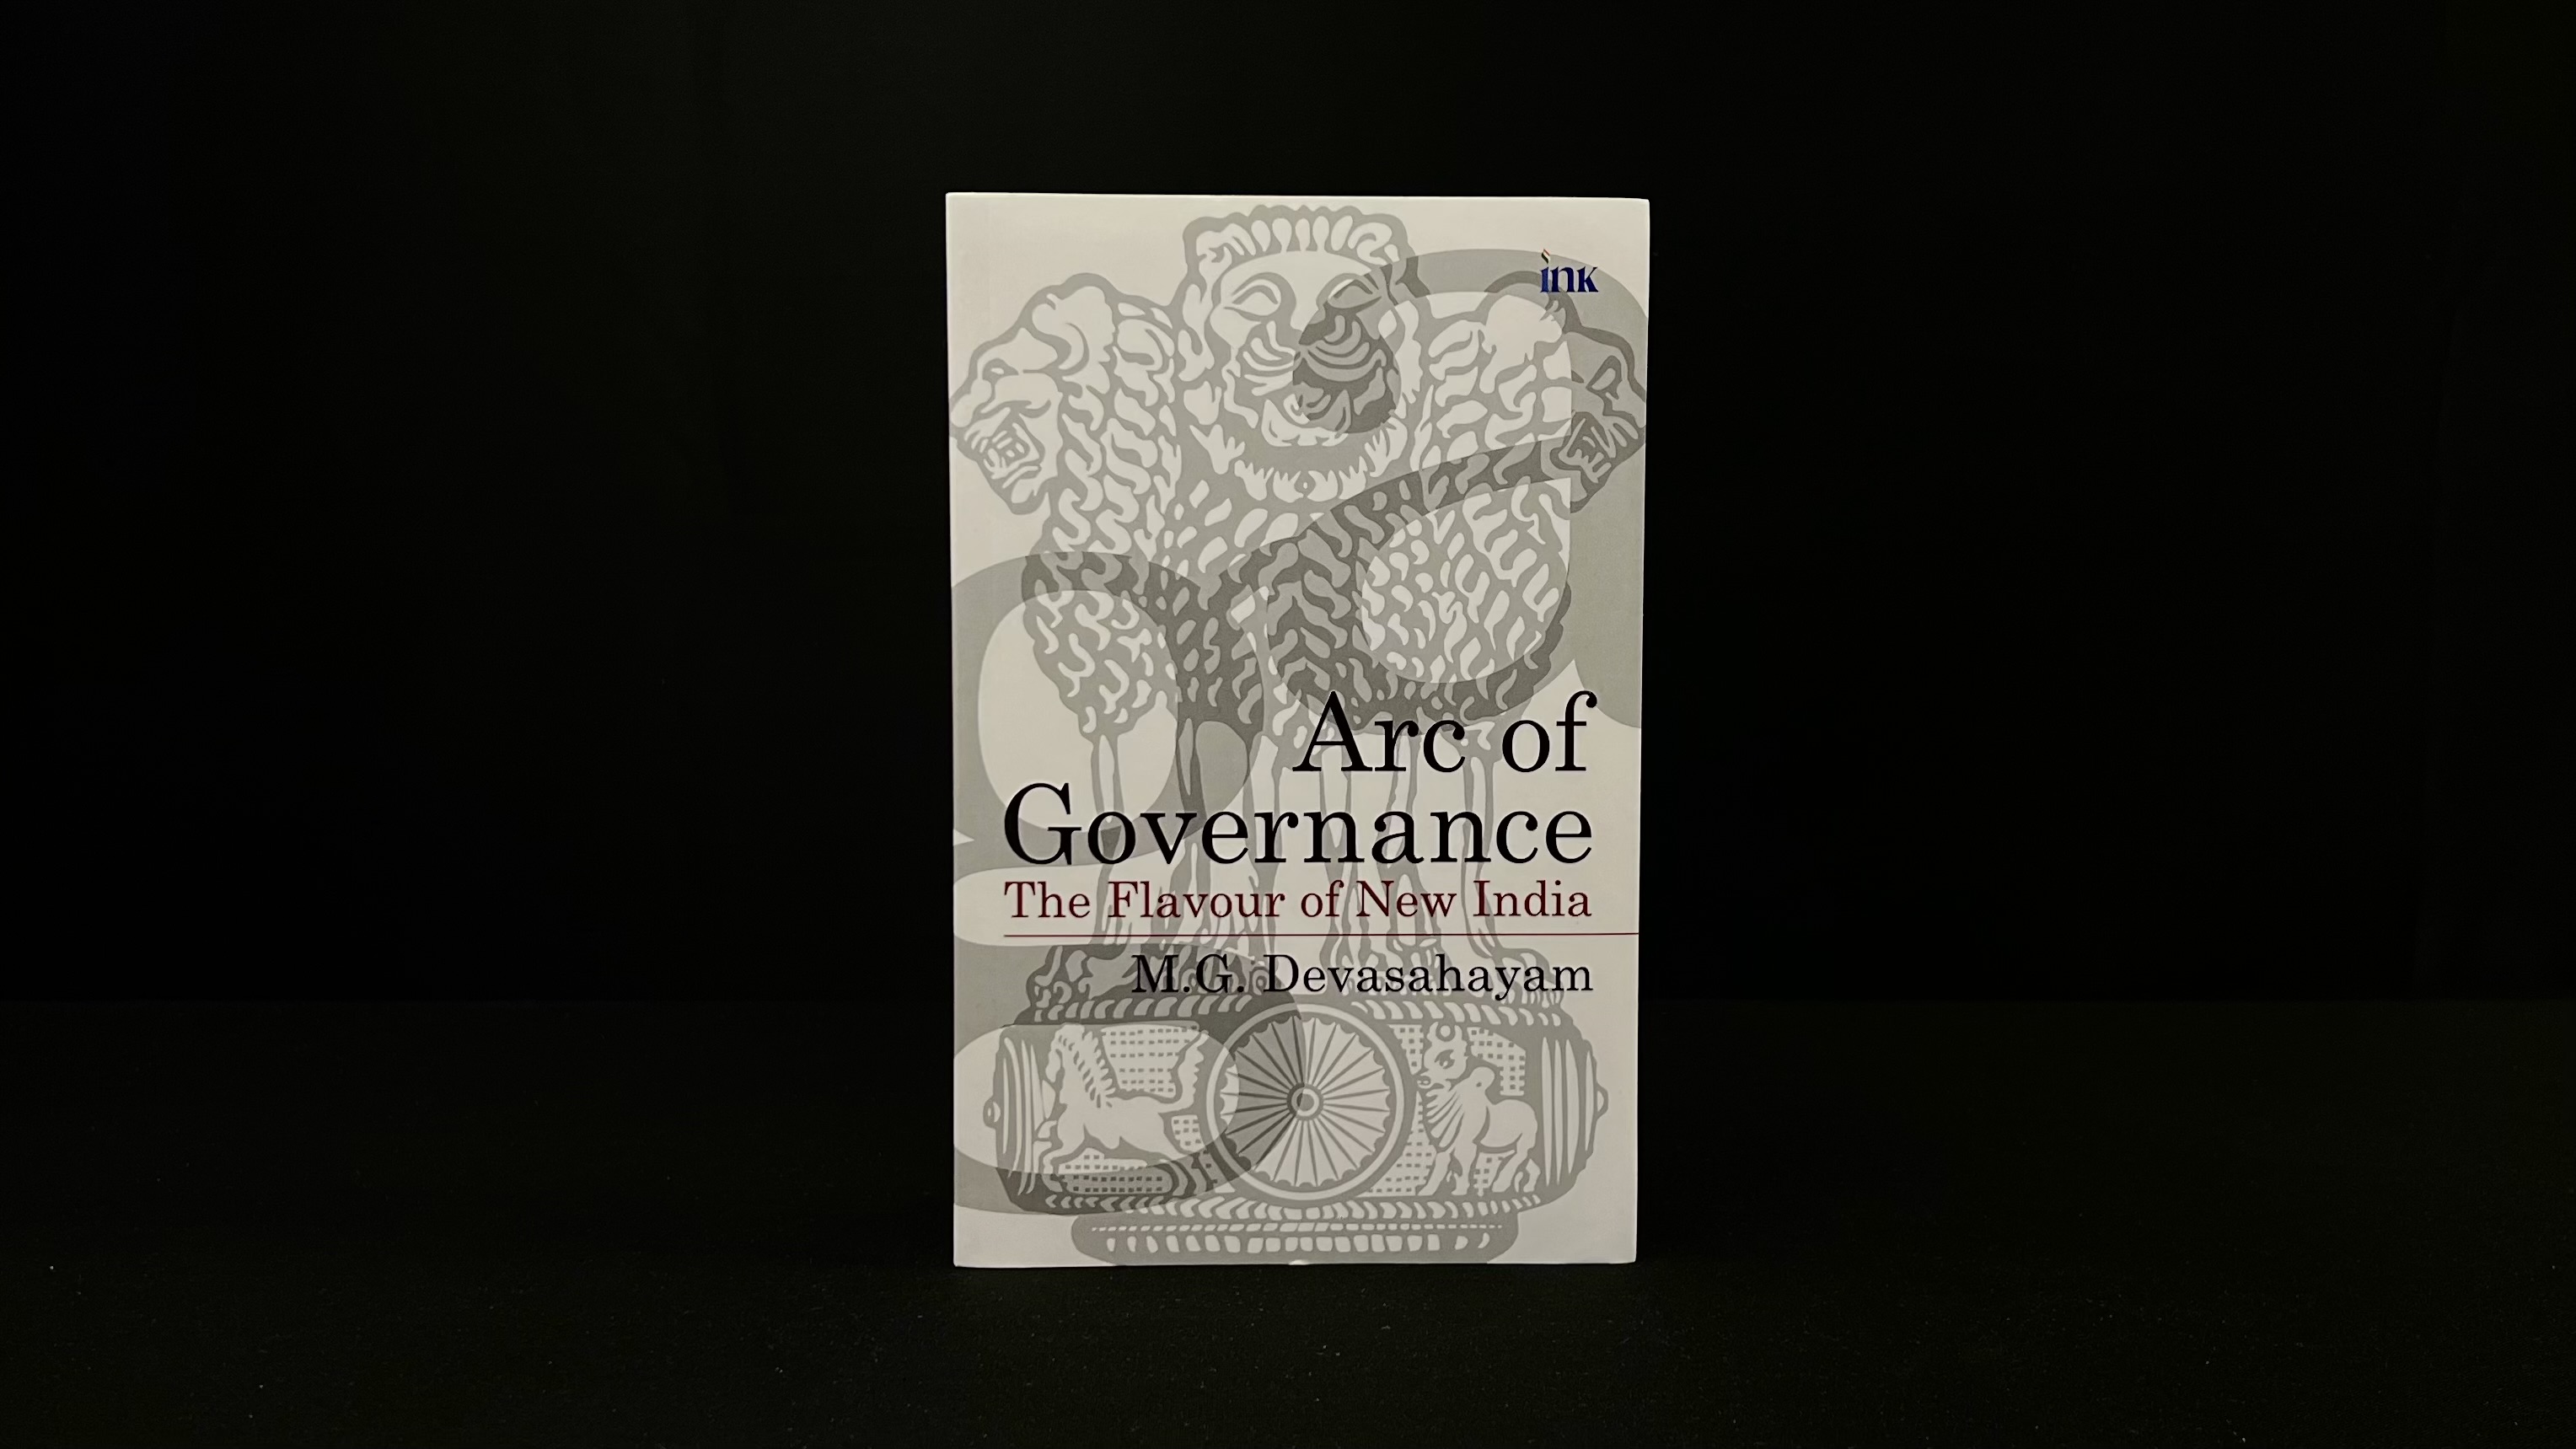 ink
Arc of
Governance
The Flavour of New India
M.G. Devasahayam